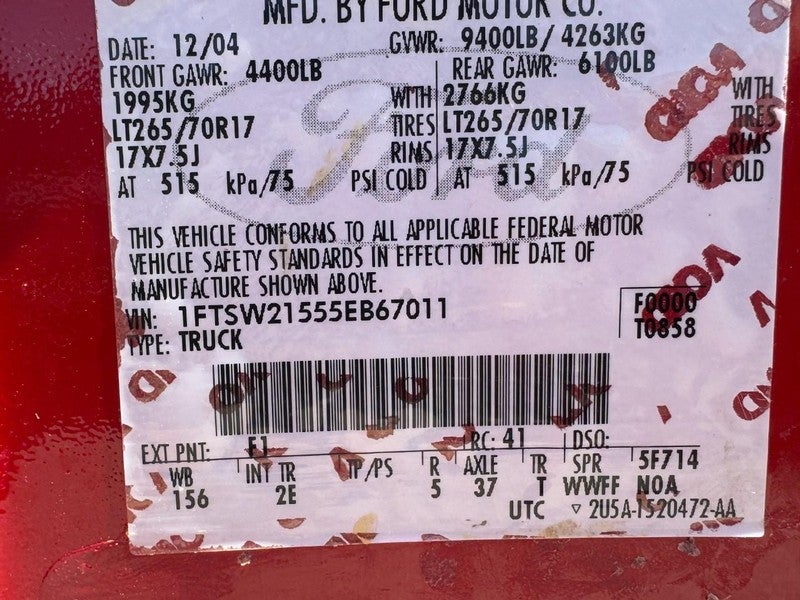 MFD. BY FORD MOTOR CO.
DATE: 12/04 GVWR: 9400LB/ 4263KG
FRONT GAWR: 4400LB REAR GAWR: 6100LB
1995KG WITH 2766KG WITH
LT265/70R17 TIRES LT265/70R17 TIRES
17X7.5J RIMS 17X7.5J RIMS
AT 515 kPa/75 PSI COLD AT 515 kPa/75 PSI COLD
Ford
THIS VEHICLE CONFORMS TO ALL APPLICABLE FEDERAL MOTOR
VEHICLE SAFETY STANDARDS IN EFFECT ON THE DATE OF
MANUFACTURE SHOWN ABOVE.
VIN: 1FTSW21555EB67011 F0000
TYPE: TRUCK T0858
EXT PNT: F1 RC: 41 DSO:
WB INT TR TP/PS R AXLE TR SPR 5F714
156 2E 5 37 T WWFF NOA
UTC ▽ 2U5A-1520472-AA